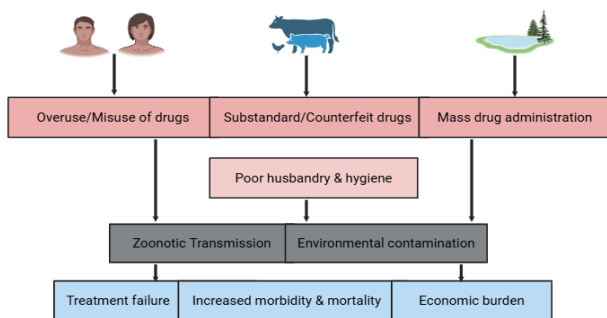 Overuse/Misuse of drugs
Substandard/Counterfeit drugs
Mass drug administration
Poor husbandry & hygiene
Zoonotic Transmission
Environmental contamination
Treatment failure
Increased morbidity & mortality
Economic burden